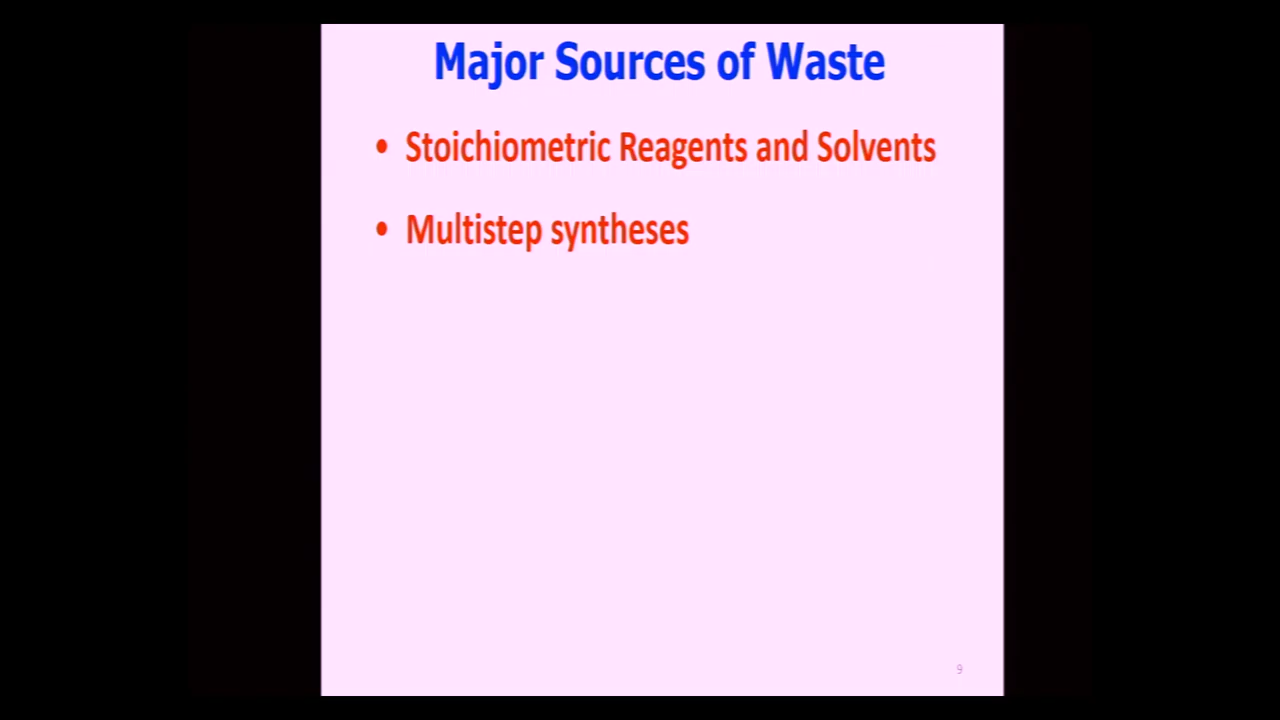 Major Sources of Waste
• Stoichiometric Reagents and Solvents
• Multistep syntheses
9